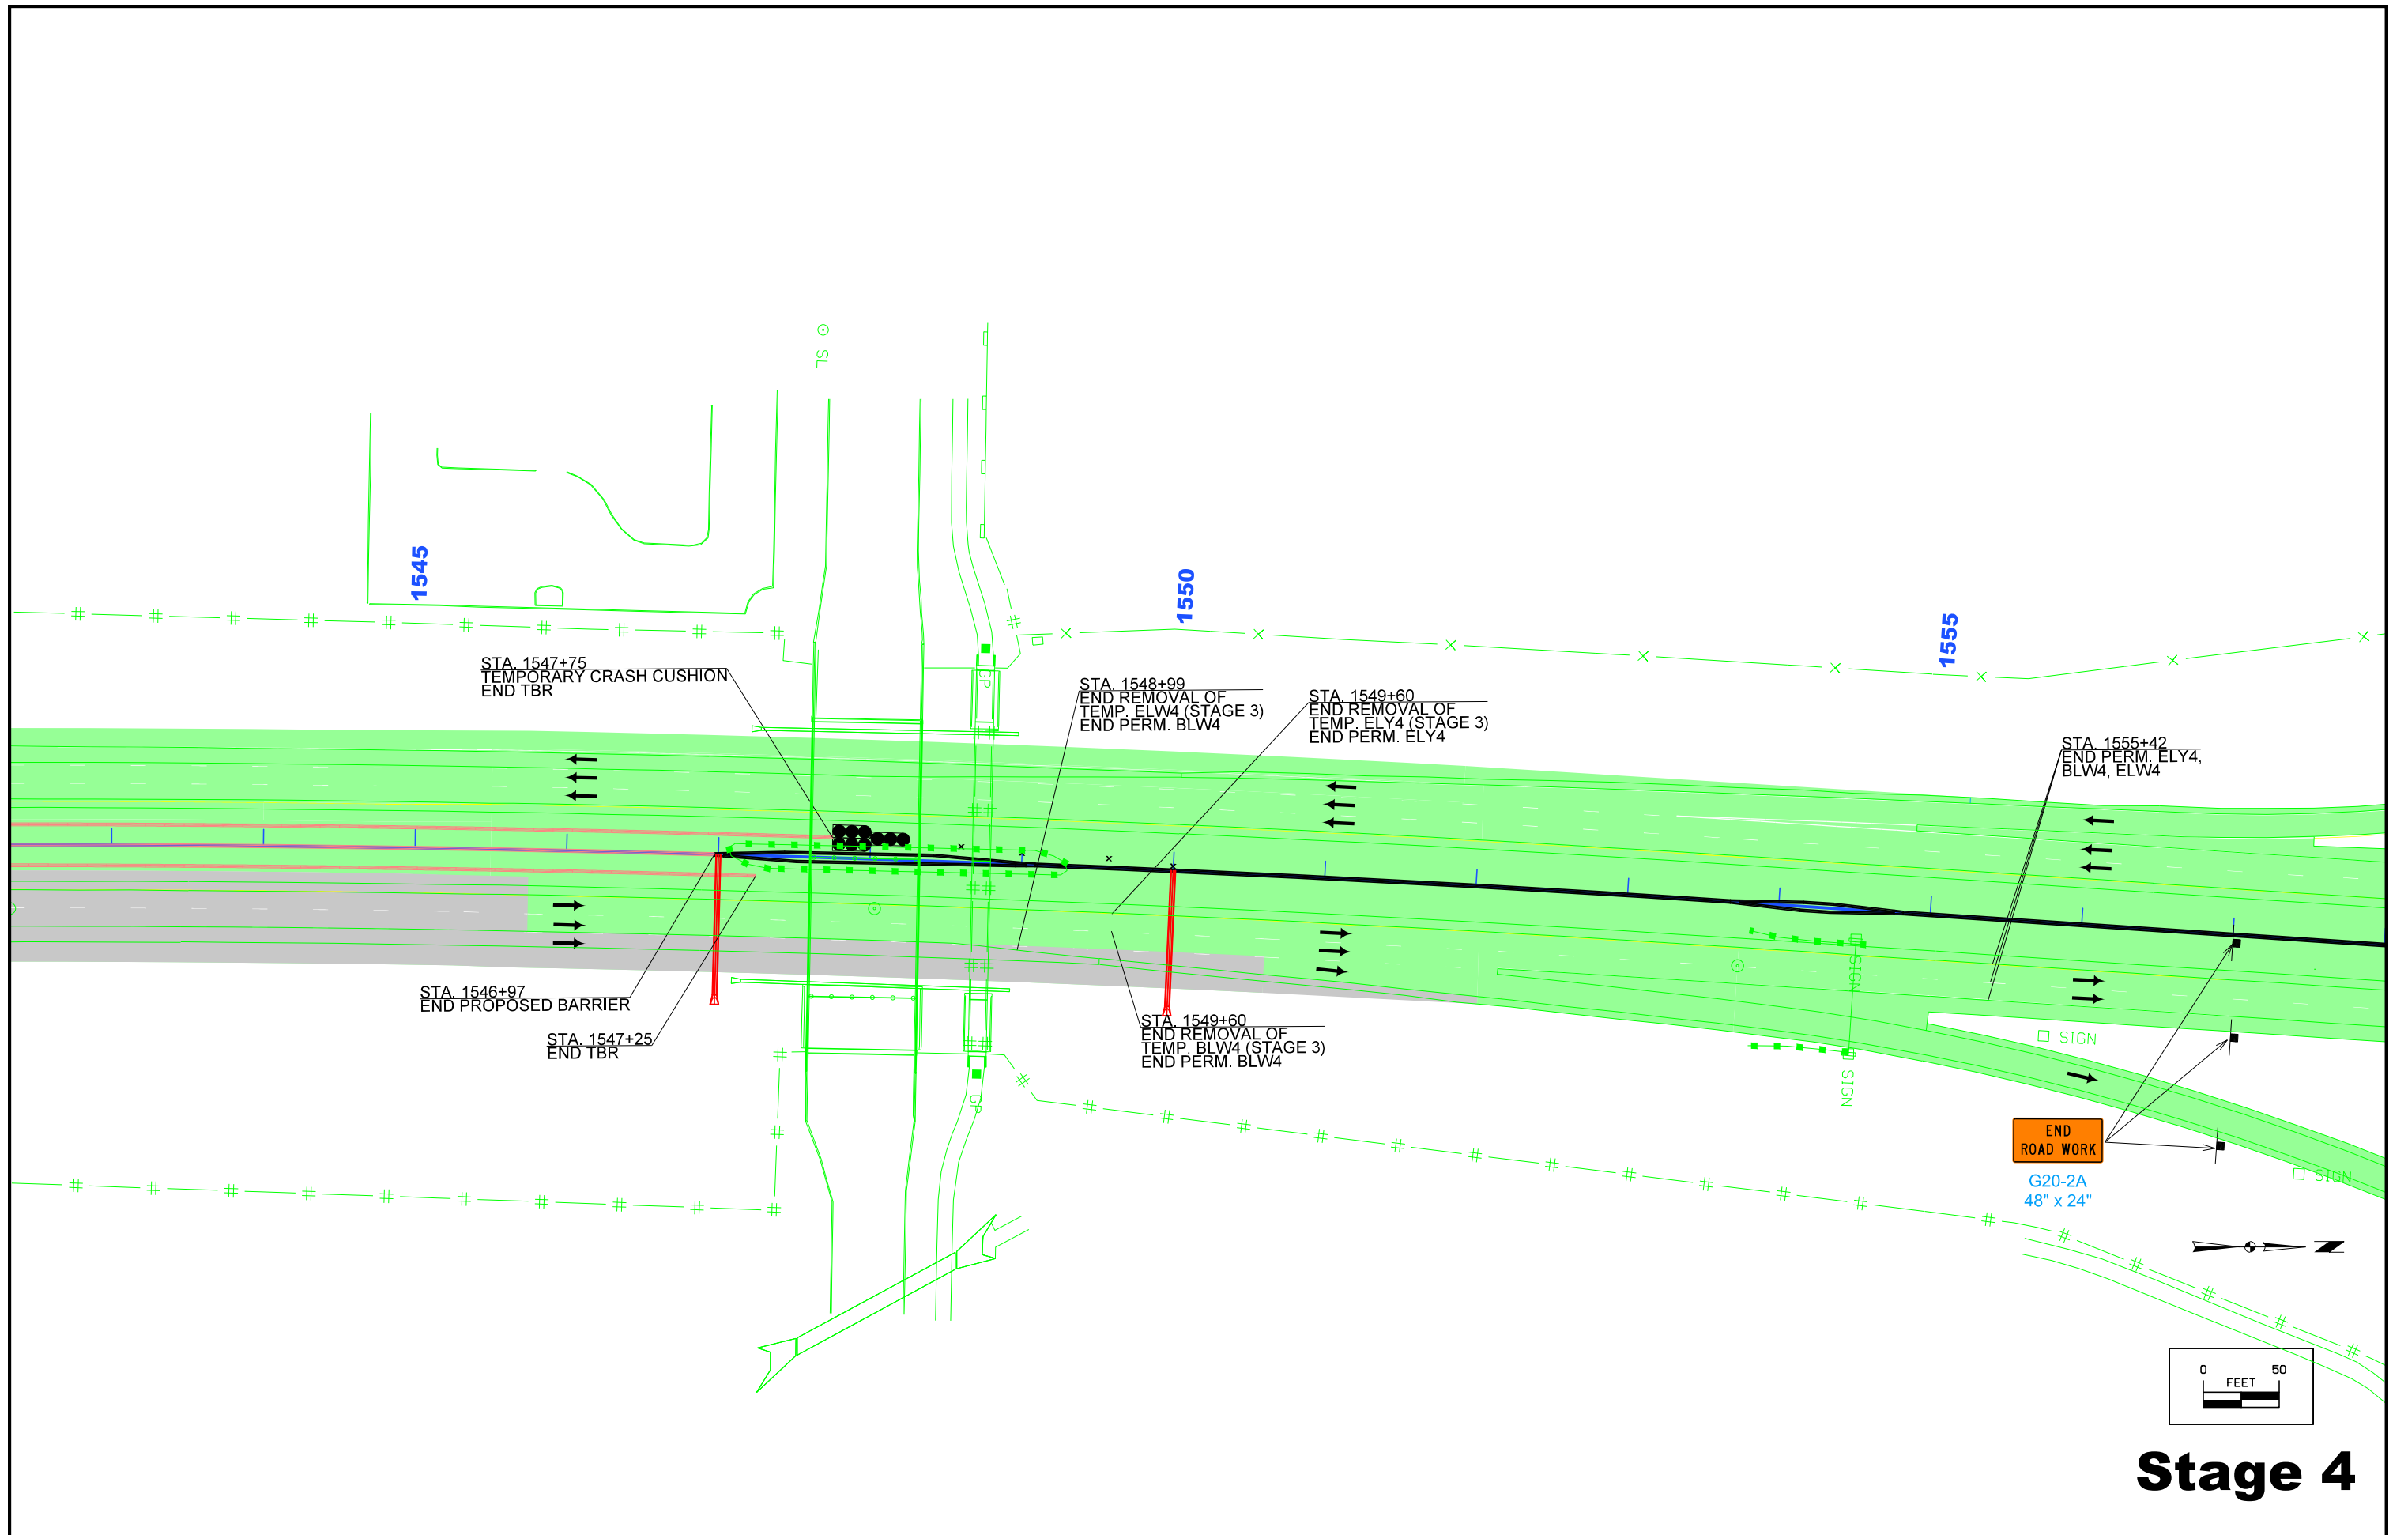 SL
1545
1550
1555
STA. 1547+75
TEMPORARY CRASH CUSHION
END TBR
GP
STA. 1548+99
END REMOVAL OF
TEMP. ELW4 (STAGE 3)
END PERM. BLW4
STA. 1549+60
END REMOVAL OF
TEMP. ELY4 (STAGE 3)
END PERM. ELY4
STA. 1555+42
END PERM. ELY4,
BLW4, ELW4
STA. 1546+97
END PROPOSED BARRIER
STA. 1547+25
END TBR
STA. 1549+60
END REMOVAL OF
TEMP. BLW4 (STAGE 3)
END PERM. BLW4
GP
SIGN
SIGN
SIGN
SIGN
END
ROAD WORK
G20-2A
48" x 24"
N
0 50
FEET
Stage 4